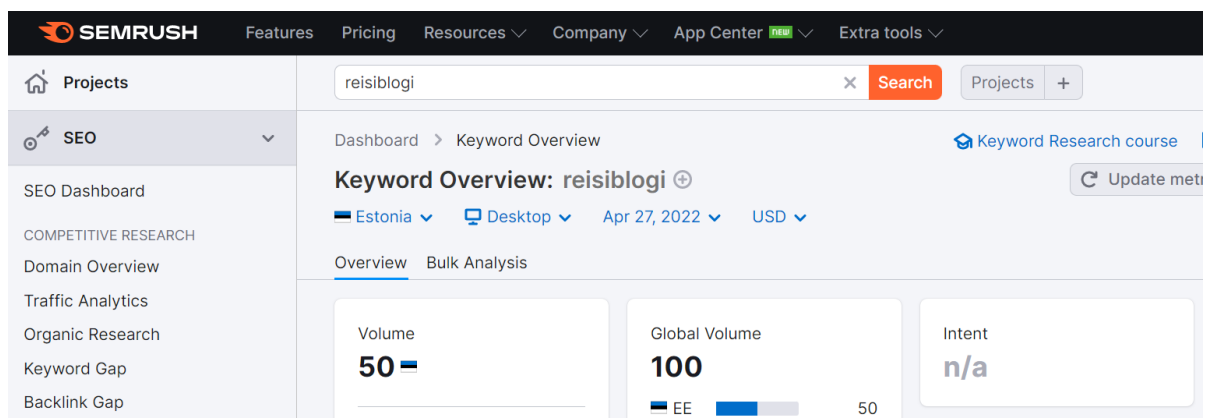 SEMRUSH Features Pricing Resources Company App Center NEW Extra tools
Projects
reisiblogi
Search
Projects +
SEO
Dashboard > Keyword Overview
Keyword Research course
Keyword Overview: reisiblogi
Update metr
SEO Dashboard
Estonia Desktop Apr 27, 2022 USD
COMPETITIVE RESEARCH
Domain Overview
Overview Bulk Analysis
Traffic Analytics
Organic Research
Keyword Gap
Backlink Gap
Volume
50
Global Volume
100
EE 50
Intent
n/a